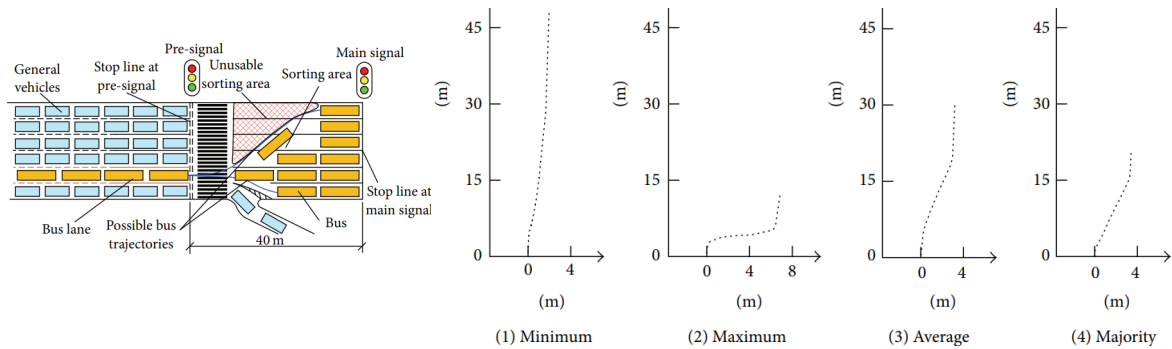 Pre-signal
Main signal
General
vehicles
Stop line at
pre-signal
Unusable
sorting area
Sorting area
Stop line at
main signal
Bus lane
Possible bus
trajectories
Bus
40 m
45
30
15
0
(m)
0
4
(m)
(1) Minimum
45
30
15
0
(m)
0
4
8
(m)
(2) Maximum
45
30
15
0
(m)
0
4
(m)
(3) Average
45
30
15
0
(m)
0
4
(m)
(4) Majority